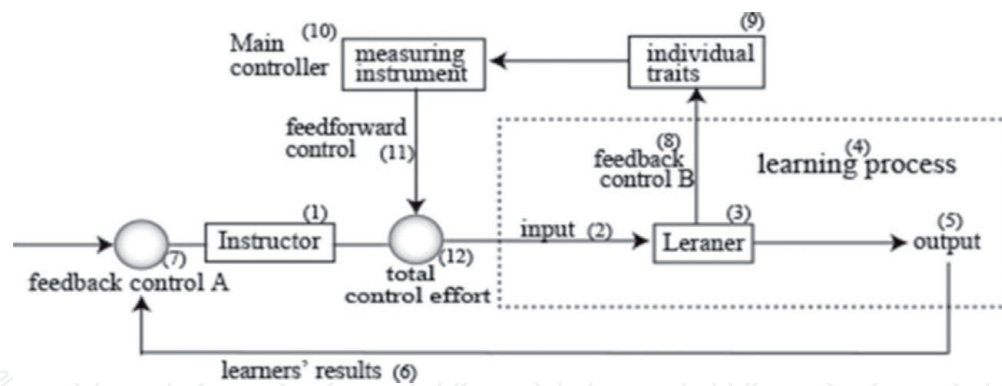 (10)
Main
controller
measuring
instrument
(9)
individual
traits
feedforward
control (11)
(8)
feedback
control B
(4)
learning process
(1)
Instructor
(7)
feedback control A
(12)
total
control effort
input (2)
(3)
Leraner
(5)
output
learners' results (6)